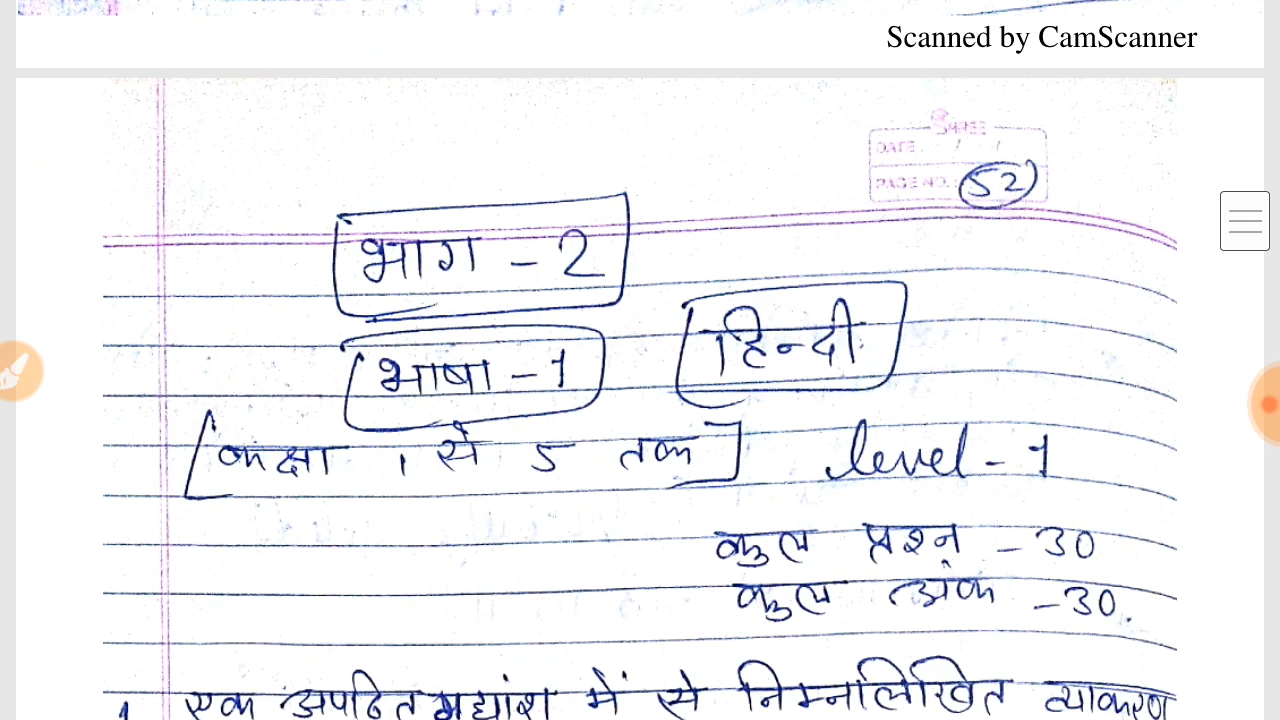 Scanned by CamScanner
SHREE
DATE : / /
PAGE NO. : 52
भाग - 2
भाषा - 1 हिन्दी
[कक्षा 1 से 5 तक] level - 1
कुल प्रश्न - 30
कुल अंक - 30.
1. एक अपठित गद्यांश में से निम्नलिखित व्याकरण